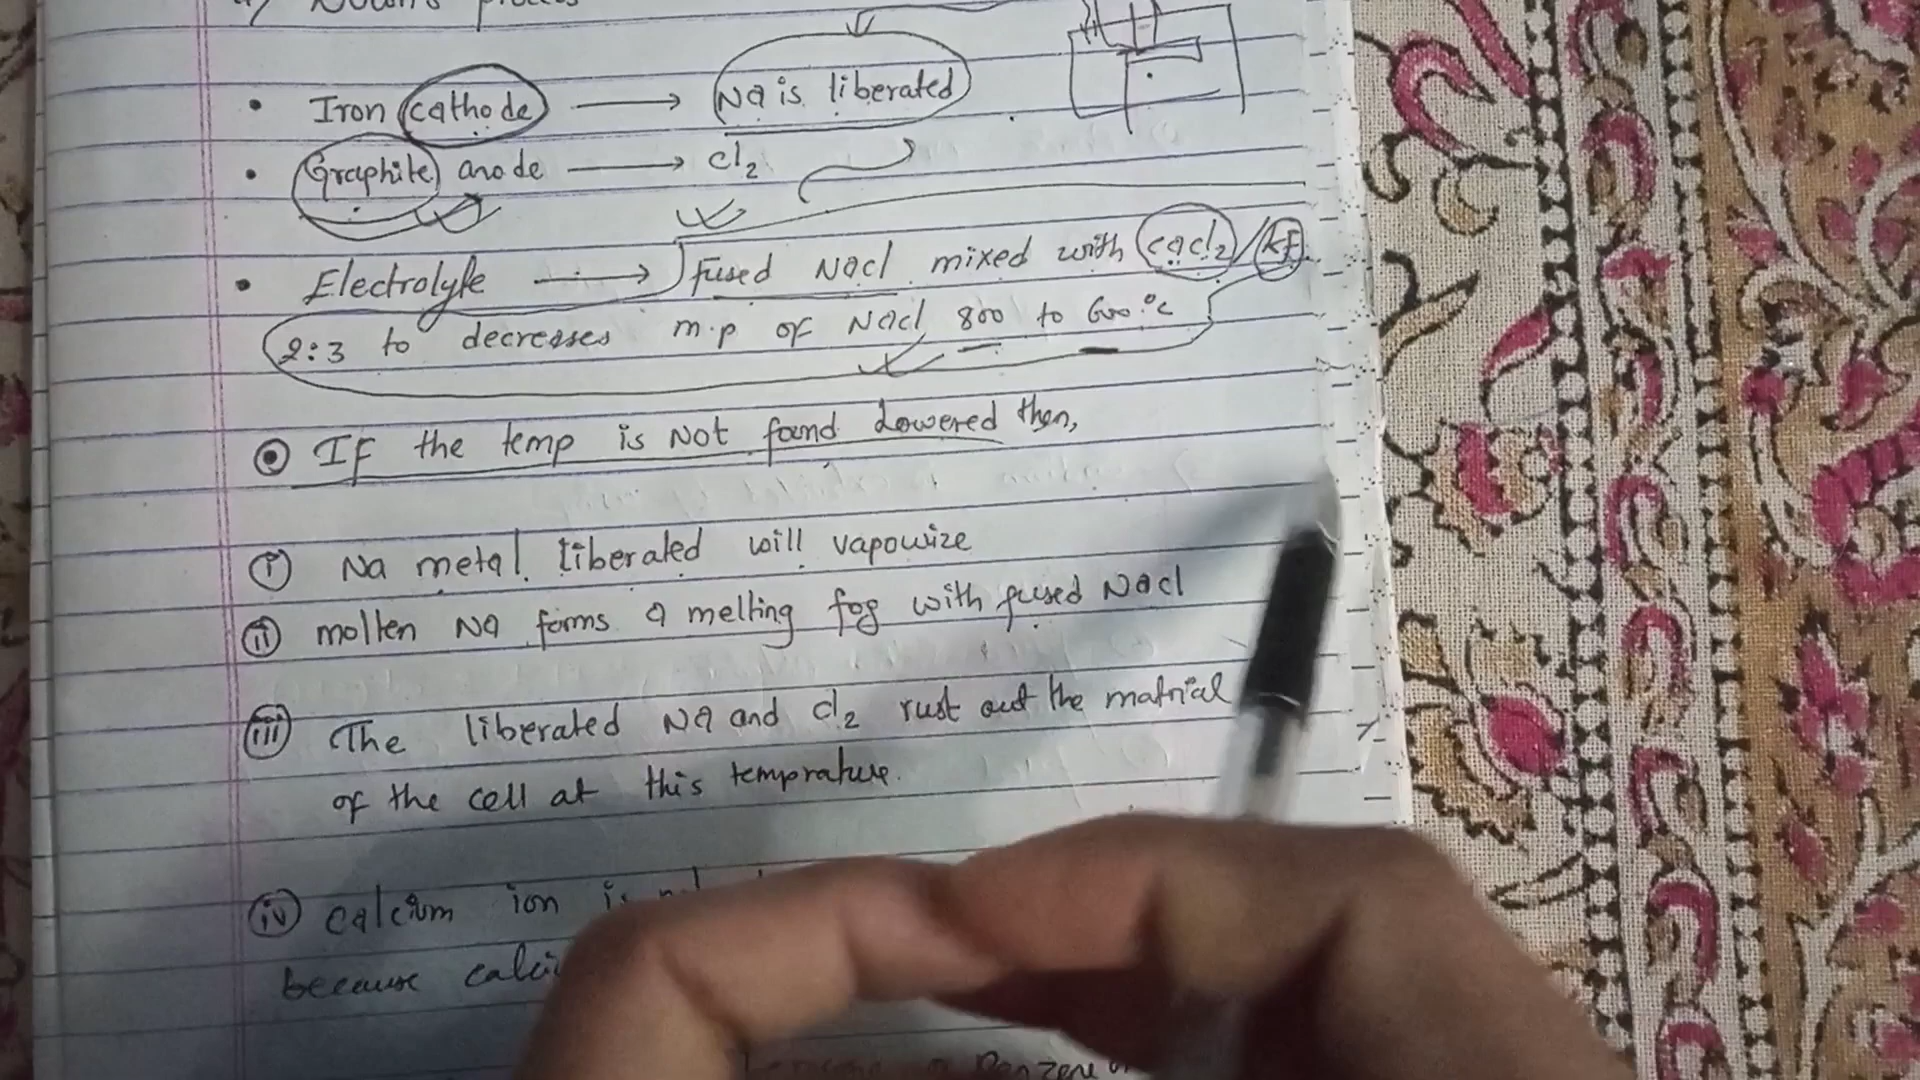 process
• Iron cathode → Na is liberated
• Graphite anode → Cl2
• Electrolyte → Fused NaCl mixed with CaCl2/KF
2:3 to decreases m.p of NaCl 800 to 600°C
If the temp is Not found Lowered then,
(i) Na metal liberated will vapourize
(ii) molten Na forms a melting fog with fused NaCl
(iii) The liberated Na and Cl2 rust out the matrial
of the cell at this temprature.
(iv) calcium ion
because
Benzene